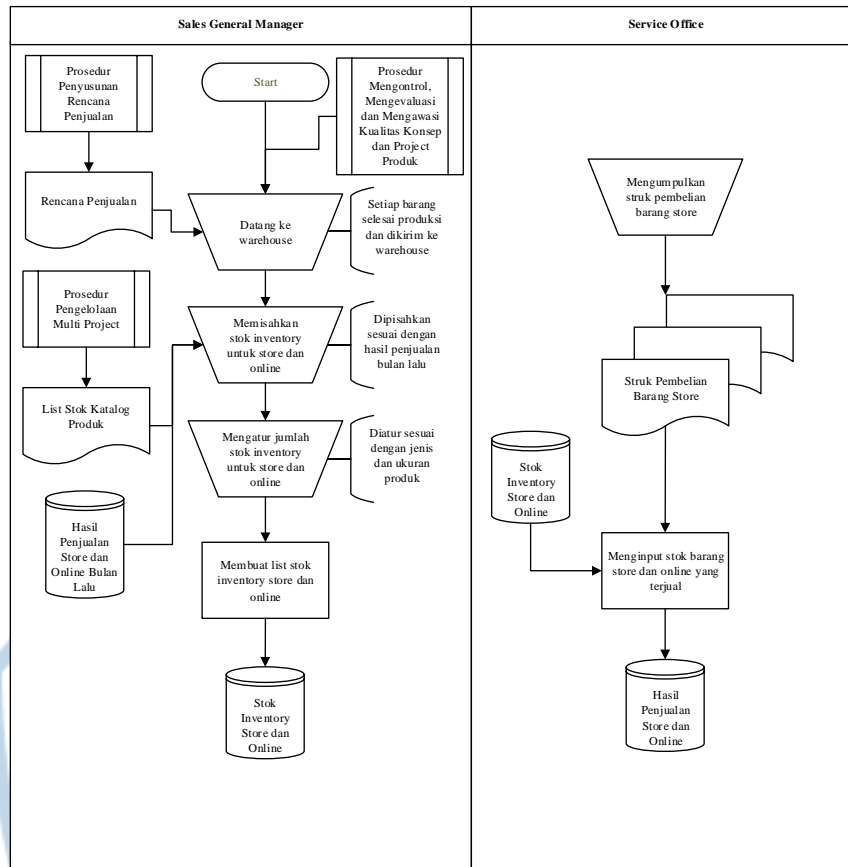 Sales General Manager
Service Office
Prosedur
Penyusunan
Rencana
Penjualan
Start
Prosedur
Mengontrol,
Mengevaluasi
dan Mengawasi
Kualitas Konsep
dan Project
Produk
Rencana Penjualan
Datang ke
warehouse
Setiap barang
selesai produksi
dan dikirim ke
warehouse
Prosedur
Pengelolaan
Multi Project
Memisahkan
stok inventory
untuk store dan
online
Dipisahkan
sesuai dengan
hasil penjualan
bulan lalu
List Stok Katalog
Produk
Mengatur jumlah
stok inventory
untuk store dan
online
Diatur sesuai
dengan jenis
dan ukuran
produk
Hasil
Penjualan
Store dan
Online Bulan
Lalu
Membuat list stok
inventory store dan
online
Stok
Inventory
Store dan
Online
Mengumpulkan
struk pembelian
barang store
Struk Pembelian
Barang Store
Stok
Inventory
Store dan
Online
Menginput stok barang
store dan online yang
terjual
Hasil
Penjualan
Store dan
Online